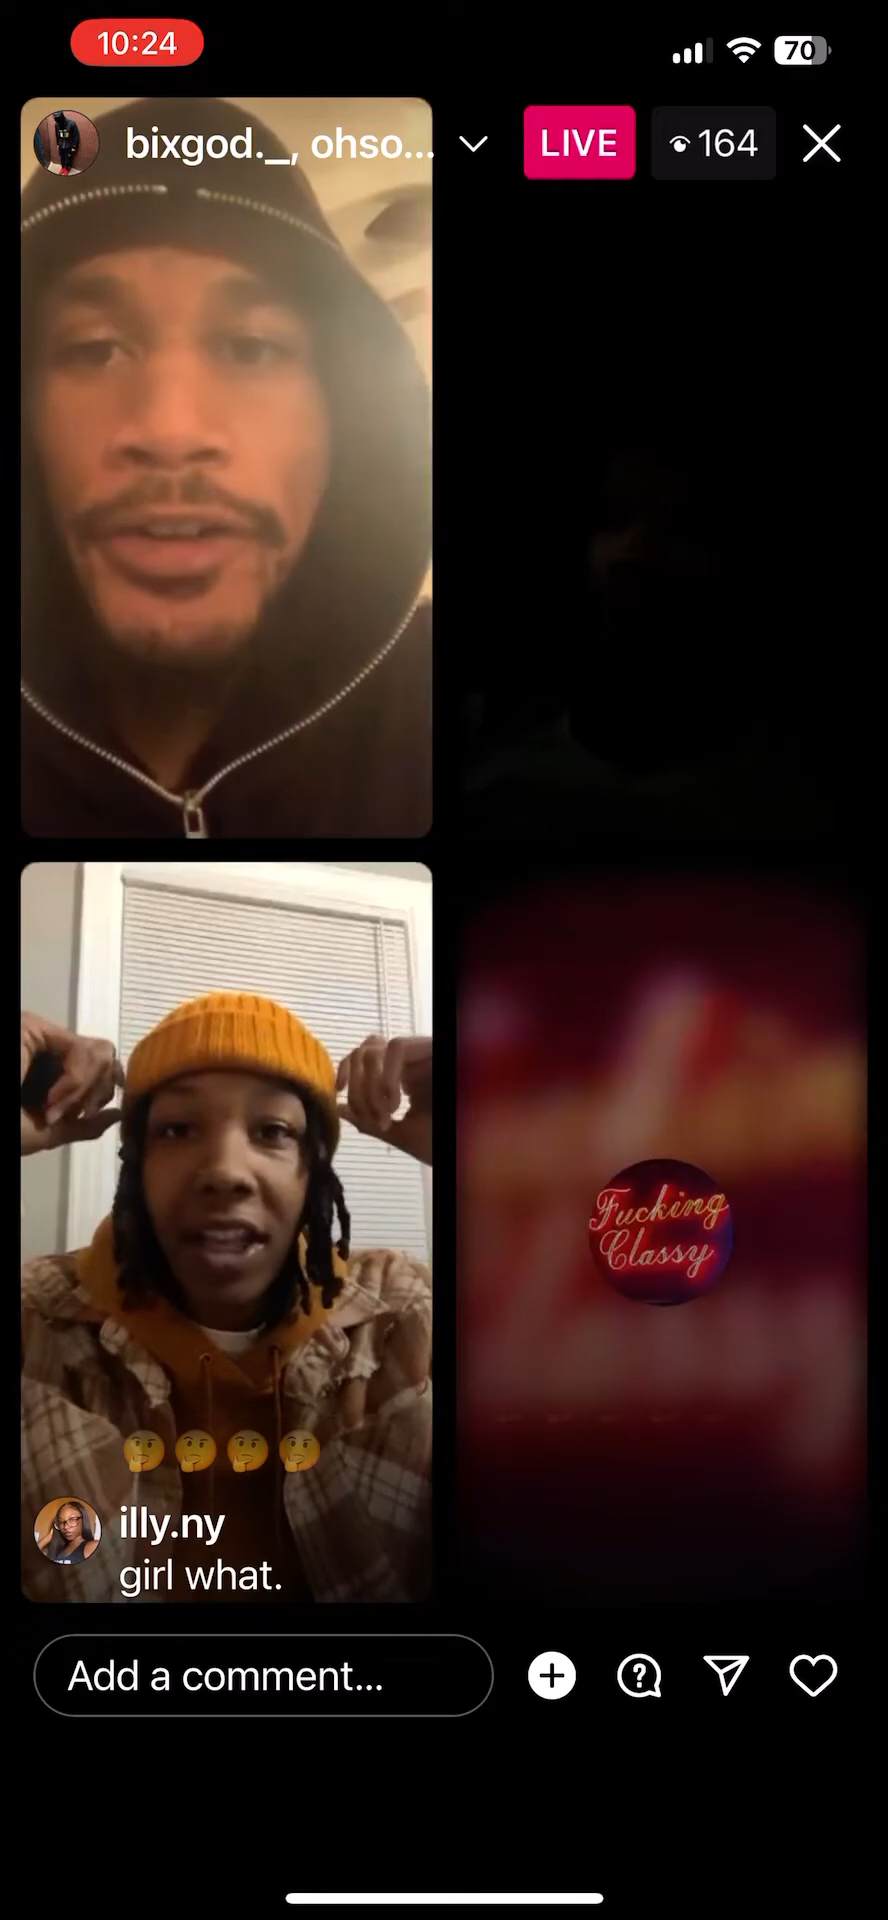 10:24
70
bixgod._, ohso...
LIVE
164
Fucking
Classy
🤔🤔🤔🤔
illy.ny
girl what.
Add a comment...